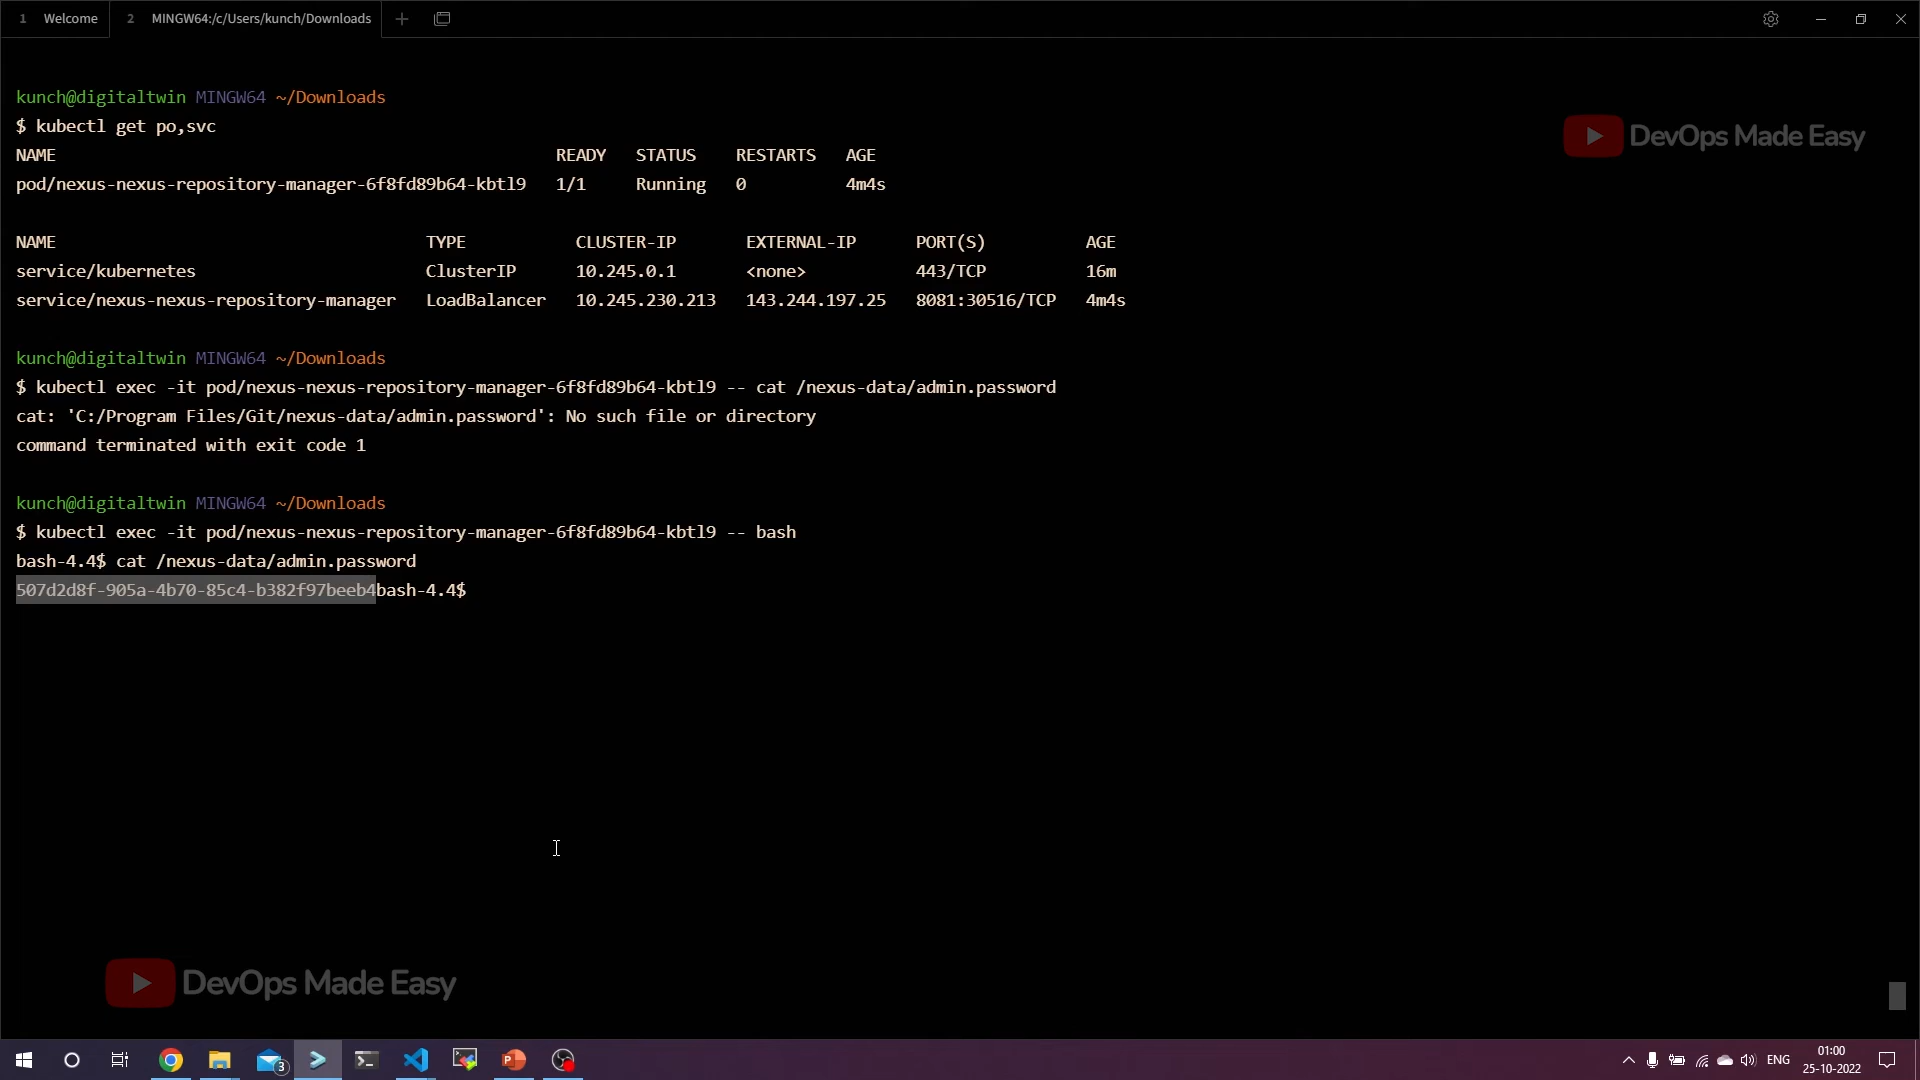 1 Welcome 2 MINGW64:/c/Users/kunch/Downloads
kunch@digitaltwin MINGW64 ~/Downloads
$ kubectl get po,svc
NAME READY STATUS RESTARTS AGE
pod/nexus-nexus-repository-manager-6f8fd89b64-kbtl9 1/1 Running 0 4m4s
NAME TYPE CLUSTER-IP EXTERNAL-IP PORT(S) AGE
service/kubernetes ClusterIP 10.245.0.1 <none> 443/TCP 16m
service/nexus-nexus-repository-manager LoadBalancer 10.245.230.213 143.244.197.25 8081:30516/TCP 4m4s
kunch@digitaltwin MINGW64 ~/Downloads
$ kubectl exec -it pod/nexus-nexus-repository-manager-6f8fd89b64-kbtl9 -- cat /nexus-data/admin.password
cat: 'C:/Program Files/Git/nexus-data/admin.password': No such file or directory
command terminated with exit code 1
kunch@digitaltwin MINGW64 ~/Downloads
$ kubectl exec -it pod/nexus-nexus-repository-manager-6f8fd89b64-kbtl9 -- bash
bash-4.4$ cat /nexus-data/admin.password
507d2d8f-905a-4b70-85c4-b382f97beeb4bash-4.4$
DevOps Made Easy
DevOps Made Easy
3
ENG
01:00
25-10-2022